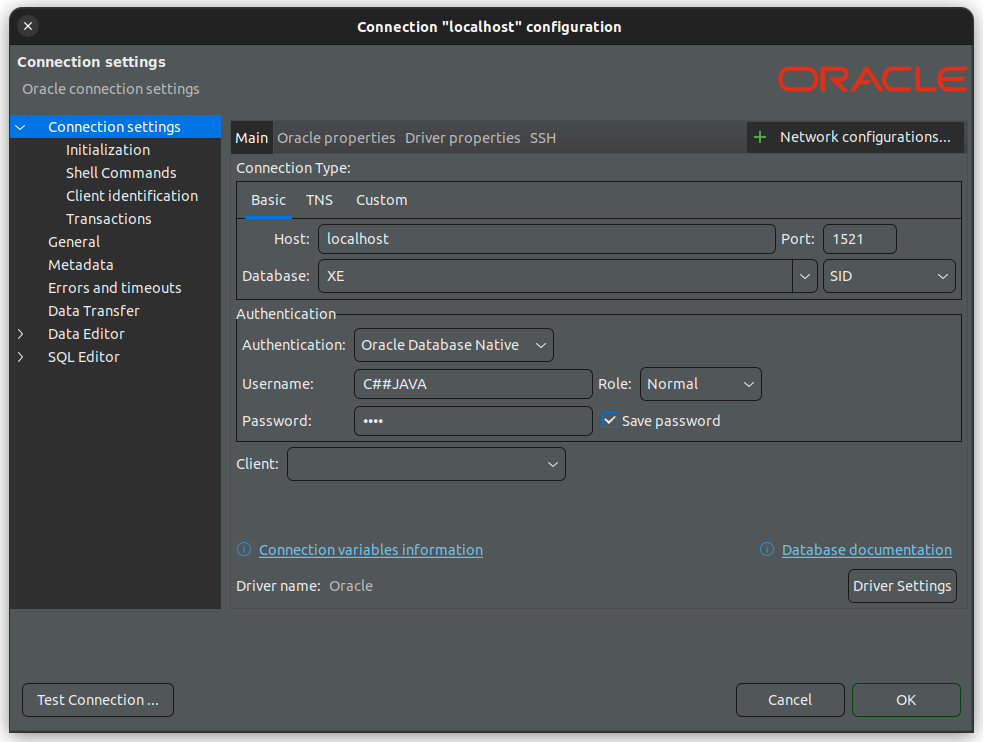 Connection "localhost" configuration
Connection settings
Oracle connection settings
ORACLE
Connection settings
Initialization
Shell Commands
Client identification
Transactions
General
Metadata
Errors and timeouts
Data Transfer
Data Editor
SQL Editor
Main Oracle properties Driver properties SSH
Network configurations...
Connection Type:
Basic TNS Custom
Host: localhost Port: 1521
Database: XE SID
Authentication
Authentication: Oracle Database Native
Username: C##JAVA Role: Normal
Password: •••• Save password
Client:
Connection variables information Database documentation
Driver name: Oracle Driver Settings
Test Connection ... Cancel OK